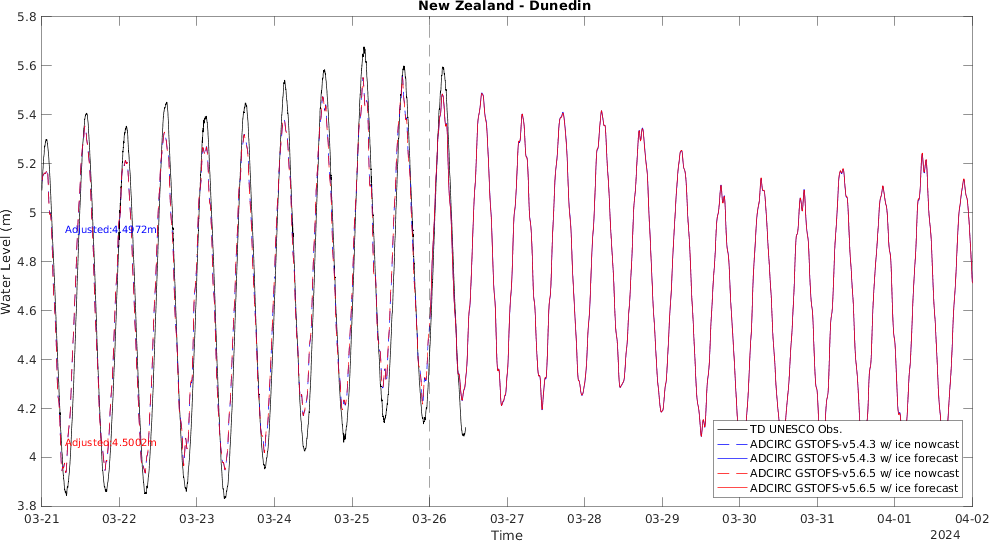 New Zealand - Dunedin
5.8
5.6
5.4
5.2
5
4.8
4.6
4.4
4.2
4
3.8
Water Level (m)
Adjusted:4.4972m
Adjusted:4.5002m
TD UNESCO Obs.
ADCIRC GSTOFS-v5.4.3 w/ ice nowcast
ADCIRC GSTOFS-v5.4.3 w/ ice forecast
ADCIRC GSTOFS-v5.6.5 w/ ice nowcast
ADCIRC GSTOFS-v5.6.5 w/ ice forecast
03-21 03-22 03-23 03-24 03-25 03-26 03-27 03-28 03-29 03-30 03-31 04-01 04-02
Time
2024